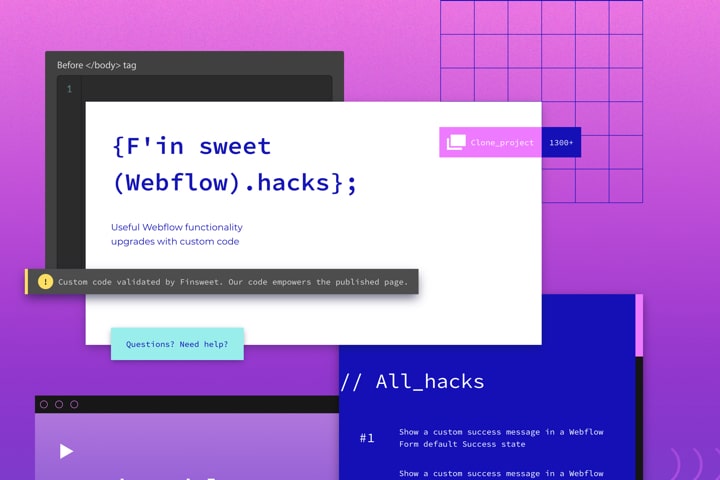 Before </body> tag
1
{F'in sweet
(Webflow).hacks};
Clone_project 1300+
Useful Webflow functionality
upgrades with custom code
! Custom code validated by Finsweet. Our code empowers the published page.
Questions? Need help?
// All_hacks
#1
Show a custom success message in a Webflow
Form default Success state
Show a custom success message in a Webflow